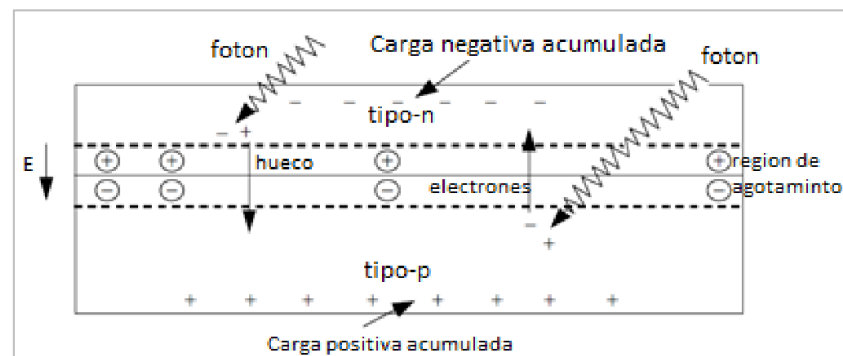 foton
Carga negativa acumulada
foton
− − − − − −
tipo-n
− +
E
+ + + +
hueco
region de
− − − −
electrones
agotaminto
−
+
tipo-p
+ + + + + + + +
Carga positiva acumulada